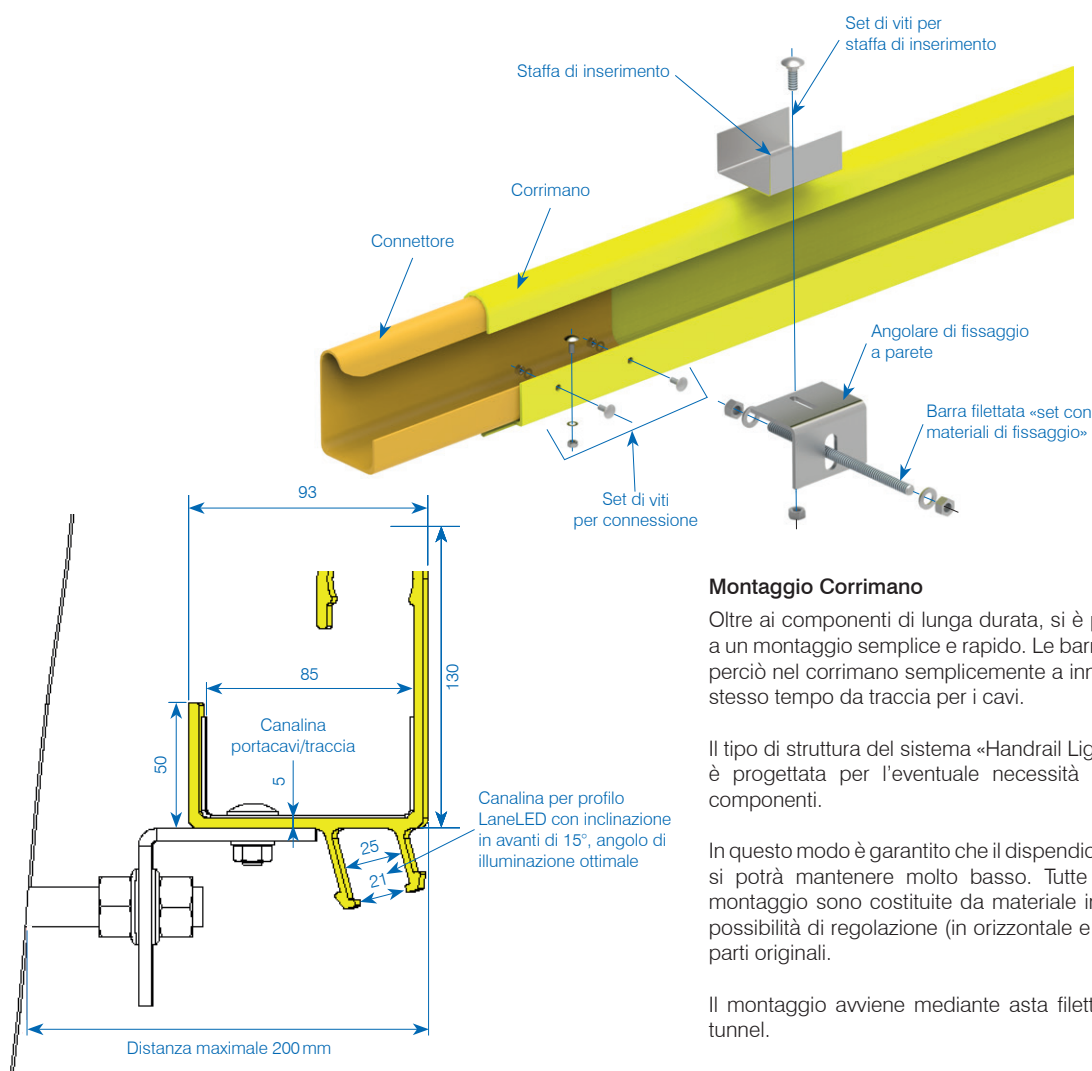 Set di viti per
staffa di inserimento
Staffa di inserimento
Corrimano
Connettore
Angolare di fissaggio
a parete
Barra filettata «set con
materiali di fissaggio»
Set di viti
per connessione
93
130
85
Canalina
portacavi/traccia
50
5
Canalina per profilo
LaneLED con inclinazione
in avanti di 15°, angolo di
illuminazione ottimale
25
21
Distanza maximale 200 mm
Montaggio Corrimano
Oltre ai componenti di lunga durata, si è
a un montaggio semplice e rapido. Le barr
perciò nel corrimano semplicemente a inn
stesso tempo da traccia per i cavi.
Il tipo di struttura del sistema «Handrail Lig
è progettata per l'eventuale necessità
componenti.
In questo modo è garantito che il dispendio
si potrà mantenere molto basso. Tutte
montaggio sono costituite da materiale in
possibilità di regolazione (in orizzontale e
parti originali.
Il montaggio avviene mediante asta filett
tunnel.